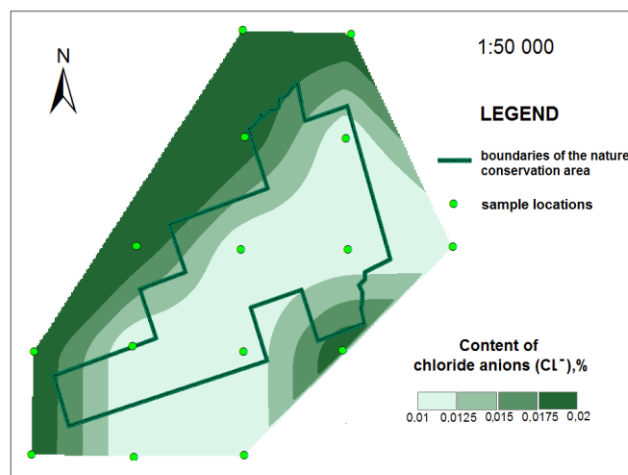 N
1:50 000
LEGEND
boundaries of the nature
conservation area
sample locations
Content of
chloride anions (CL⁻),%
0.01 0,0125 0,015 0,0175 0,02